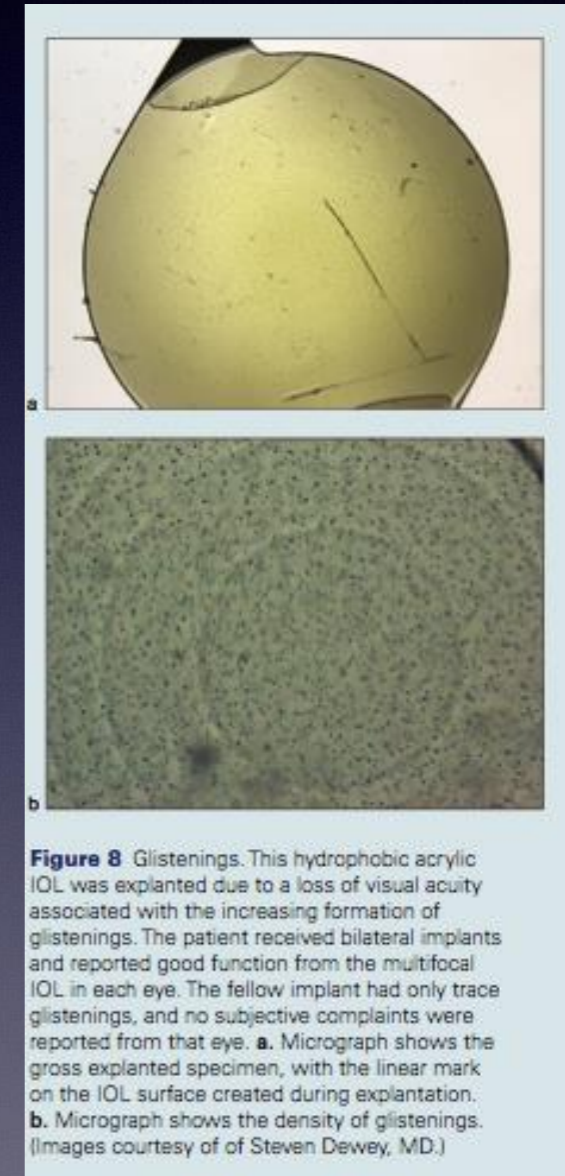 a
b
Figure 8 Glistenings. This hydrophobic acrylic
IOL was explanted due to a loss of visual acuity
associated with the increasing formation of
glistenings. The patient received bilateral implants
and reported good function from the multifocal
IOL in each eye. The fellow implant had only trace
glistenings, and no subjective complaints were
reported from that eye. a. Micrograph shows the
gross explanted specimen, with the linear mark
on the IOL surface created during explantation.
b. Micrograph shows the density of glistenings.
(Images courtesy of of Steven Dewey, MD.)